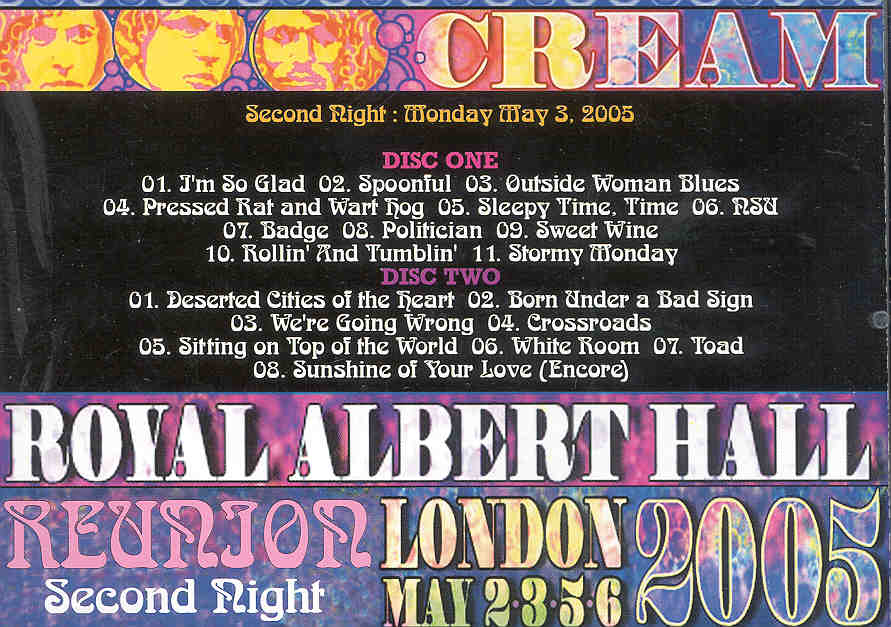 CREAM
Second Night : Monday May 3, 2005
DISC ONE
01. I'm So Glad 02. Spoonful 03. Outside Woman Blues
04. Pressed Rat and Wart Hog 05. Sleepy Time, Time 06. NSU
07. Badge 08. Politician 09. Sweet Wine
10. Rollin' And Tumblin' 11. Stormy Monday
DISC TWO
01. Deserted Cities of the Heart 02. Born Under a Bad Sign
03. We're Going Wrong 04. Crossroads
05. Sitting on Top of the World 06. White Room 07. Toad
08. Sunshine of Your Love (Encore)
ROYAL ALBERT HALL
REUNION
Second Night
LONDON
MAY 2·3·5·6
2005